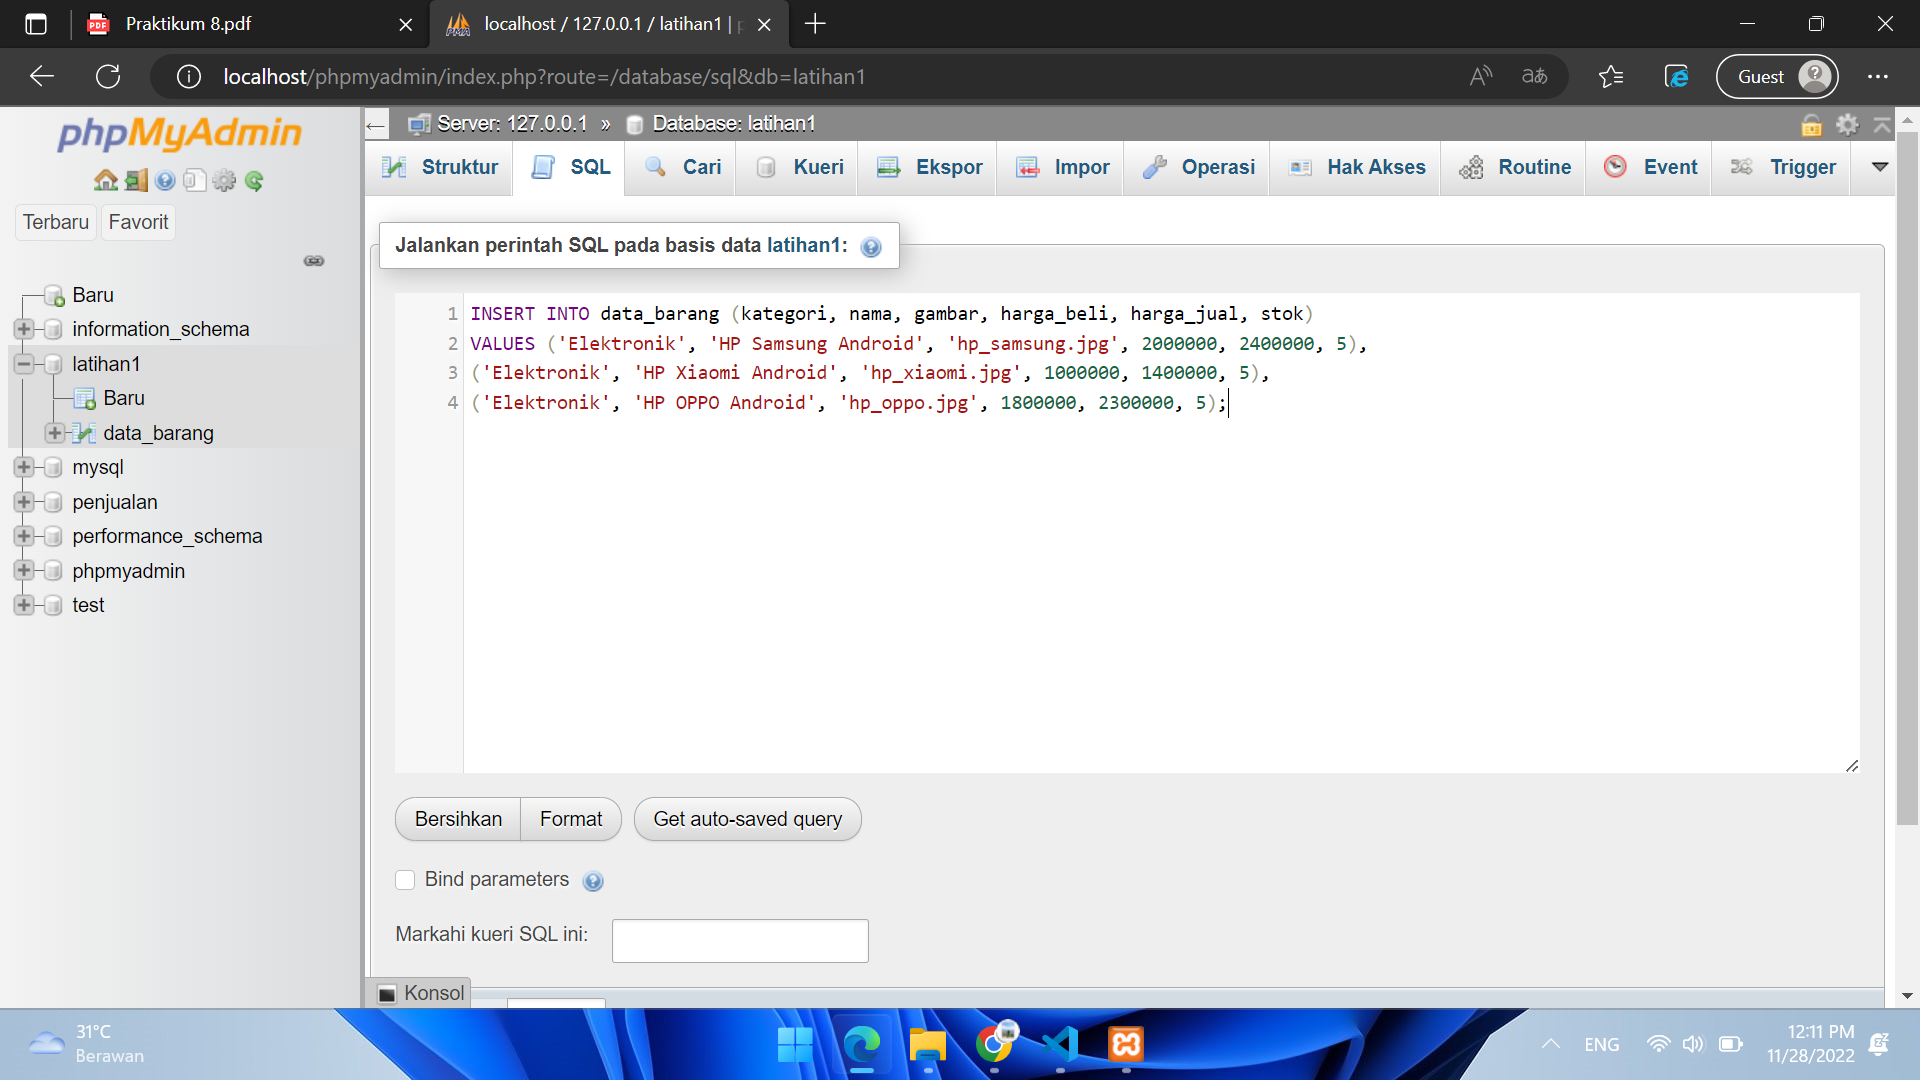 Praktikum 8.pdf
localhost / 127.0.0.1 / latihan1 |
localhost/phpmyadmin/index.php?route=/database/sql&db=latihan1
Guest
phpMyAdmin
Terbaru
Favorit
Baru
information_schema
latihan1
Baru
data_barang
mysql
penjualan
performance_schema
phpmyadmin
test
Server: 127.0.0.1 » Database: latihan1
Struktur
SQL
Cari
Kueri
Ekspor
Impor
Operasi
Hak Akses
Routine
Event
Trigger
Jalankan perintah SQL pada basis data latihan1:
1 INSERT INTO data_barang (kategori, nama, gambar, harga_beli, harga_jual, stok)
2 VALUES ('Elektronik', 'HP Samsung Android', 'hp_samsung.jpg', 2000000, 2400000, 5),
3 ('Elektronik', 'HP Xiaomi Android', 'hp_xiaomi.jpg', 1000000, 1400000, 5),
4 ('Elektronik', 'HP OPPO Android', 'hp_oppo.jpg', 1800000, 2300000, 5);
Bersihkan
Format
Get auto-saved query
Bind parameters
Markahi kueri SQL ini:
Konsol
31°C
Berawan
ENG
12:11 PM
11/28/2022